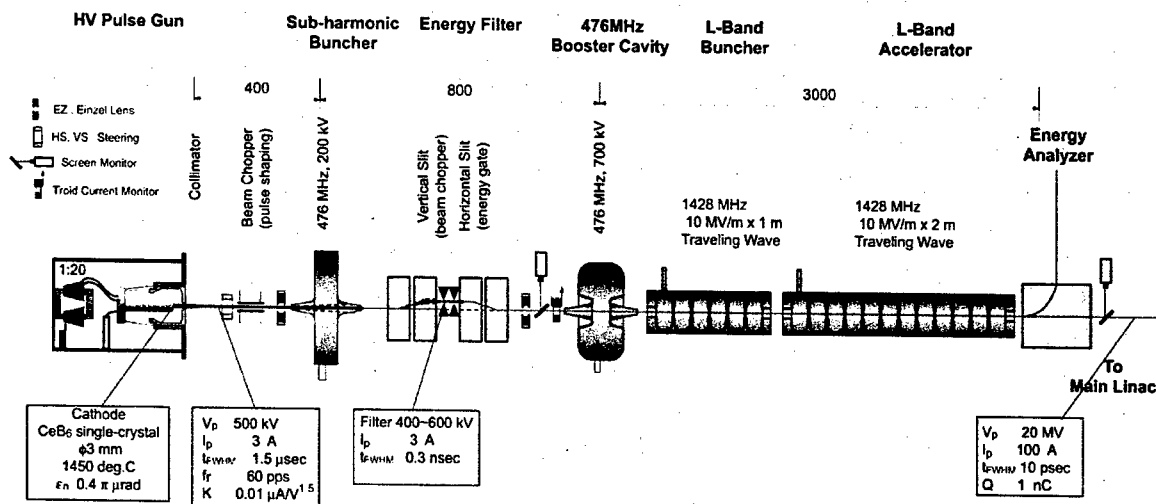 HV Pulse Gun
Sub-harmonic
Buncher
Energy Filter
476MHz
Booster Cavity
L-Band
Buncher
L-Band
Accelerator
400
800
3000
EZ . Einzel Lens
HS, VS Steering
Screen Monitor
Troid Current Monitor
Collimator
Beam Chopper
(pulse shaping)
476 MHz, 200 kV
Vertical Slit
(beam chopper)
Horizontal Slit
(energy gate)
476 MHz, 700 kV
Energy
Analyzer
1428 MHz
10 MV/m x 1 m
Traveling Wave
1428 MHz
10 MV/m x 2 m
Traveling Wave
1:20
To
Main Linac
Cathode
CeB6 single-crystal
ϕ3 mm
1450 deg.C
εn 0.4 π μrad
Vp 500 kV
Ip 3 A
tFWHM 1.5 μsec
fr 60 pps
K 0.01 μA/V1.5
Filter 400~600 kV
Ip 3 A
tFWHM 0.3 nsec
Vp 20 MV
Ip 100 A
tFWHM 10 psec
Q 1 nC